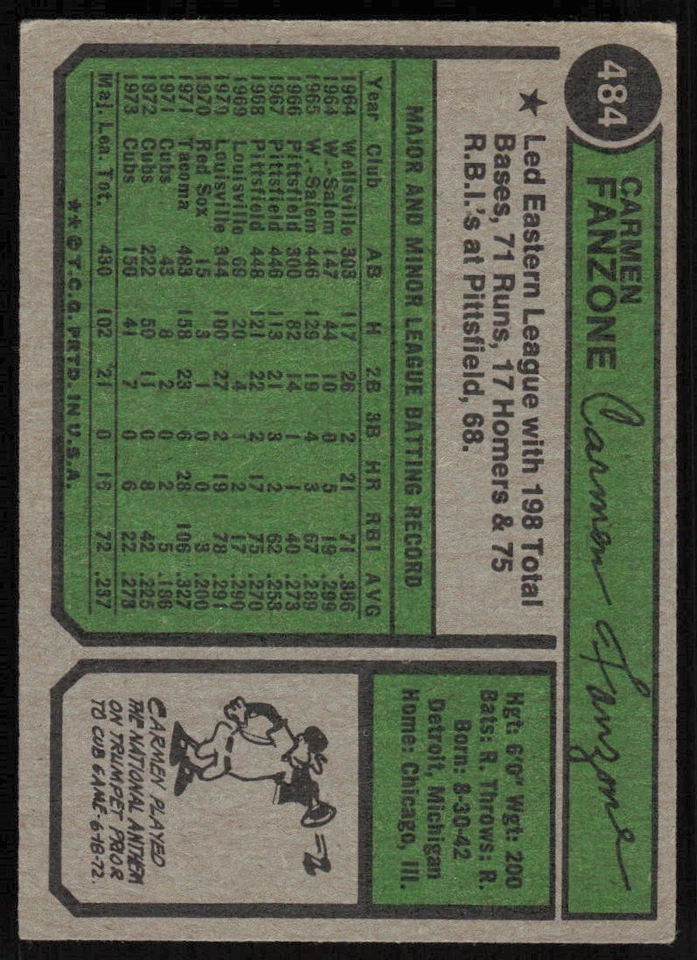 484
CARMEN
FANZONE
Carmen Fanzone
★ Led Eastern League with 198 Total
Bases, 71 Runs, 17 Homers & 75
R.B.I.'s at Pittsfield, 68.
MAJOR AND MINOR LEAGUE BATTING RECORD
Year Club AB H 2B 3B HR RBI AVG
1964 Wellsville 303 117 26 2 21 71 .386
1964 W.-Salem 147 44 10 0 5 19 .299
1965 W.-Salem 446 129 19 4 3 67 .289
1966 Pittsfield 300 82 14 1 1 40 .273
1967 Pittsfield 446 113 21 3 2 62 .253
1968 Pittsfield 448 121 22 2 17 75 .270
1969 Louisville 69 20 4 1 2 17 .290
1970 Louisville 344 100 27 2 19 78 .291
1970 Red Sox 15 3 1 0 0 3 .200
1971 Tacoma 483 158 23 6 28 106 .327
1971 Cubs 43 8 2 0 2 5 .186
1972 Cubs 222 50 11 0 8 42 .225
1973 Cubs 150 41 7 0 6 22 .273
Maj. Lea. Tot. 430 102 21 0 16 72 .237
**© T.C.G. PRTD. IN U.S.A.
Hgt: 6'0" Wgt: 200
Bats: R. Throws: R.
Born: 8-30-42
Detroit, Michigan
Home: Chicago, Ill.
CARMEN PLAYED
THE NATIONAL ANTHEM
ON TRUMPET PRIOR
TO CUB GAME-6-18-72.